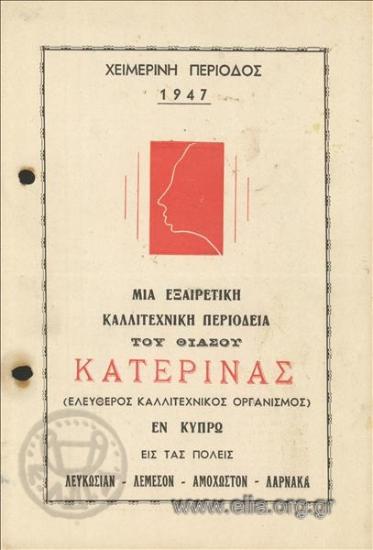 ΧΕΙΜΕΡΙΝΗ ΠΕΡΙΟΔΟΣ
1947
ΜΙΑ ΕΞΑΙΡΕΤΙΚΗ
ΚΑΛΛΙΤΕΧΝΙΚΗ ΠΕΡΙΟΔΕΙΑ
ΤΟΥ ΘΙΑΣΟΥ
ΚΑΤΕΡΙΝΑΣ
(ΕΛΕΥΘΕΡΟΣ ΚΑΛΛΙΤΕΧΝΙΚΟΣ ΟΡΓΑΝΙΣΜΟΣ)
ΕΝ ΚΥΠΡΩ
ΕΙΣ ΤΑΣ ΠΟΛΕΙΣ
ΛΕΥΚΩΣΙΑΝ - ΛΕΜΕΣΟΝ - ΑΜΟΧΩΣΤΟΝ - ΛΑΡΝΑΚΑ
www.elia.org.gr